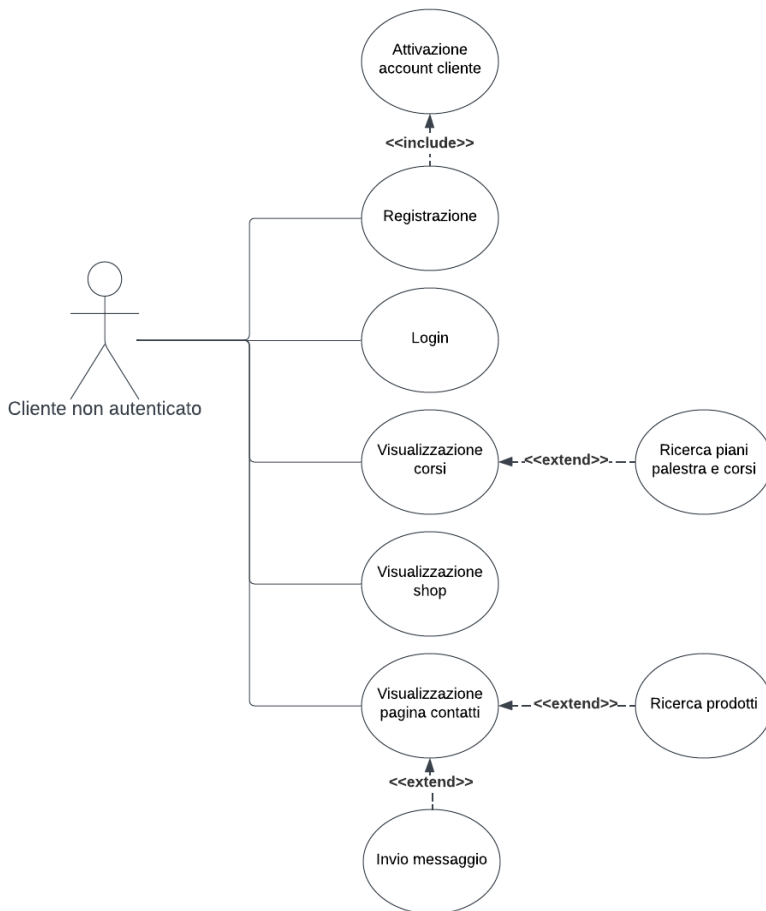 Attivazione
account cliente
<<include>>
Registrazione
Login
Cliente non autenticato
Visualizzazione
corsi
<<extend>>
Ricerca piani
palestra e corsi
Visualizzazione
shop
Visualizzazione
pagina contatti
<<extend>>
Ricerca prodotti
<<extend>>
Invio messaggio